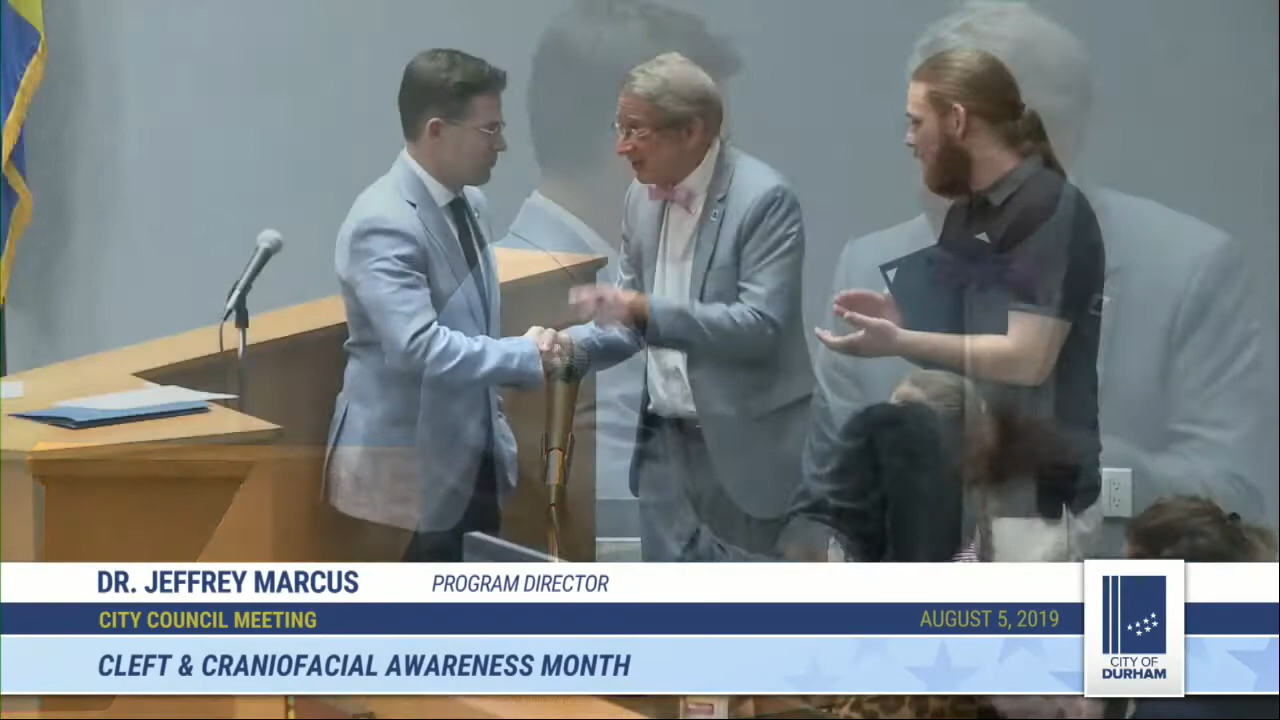 DR. JEFFREY MARCUS PROGRAM DIRECTOR
CITY COUNCIL MEETING AUGUST 5, 2019
CLEFT & CRANIOFACIAL AWARENESS MONTH
CITY OF
DURHAM